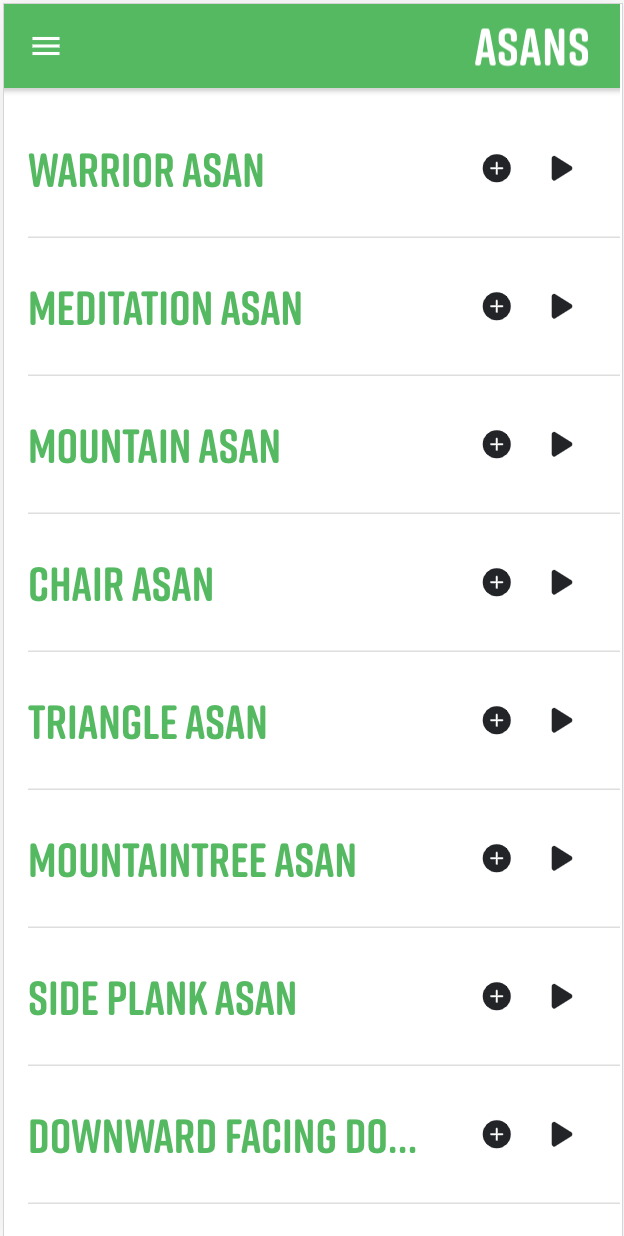 ASANS
WARRIOR ASAN
MEDITATION ASAN
MOUNTAIN ASAN
CHAIR ASAN
TRIANGLE ASAN
MOUNTAINTREE ASAN
SIDE PLANK ASAN
DOWNWARD FACING DO...